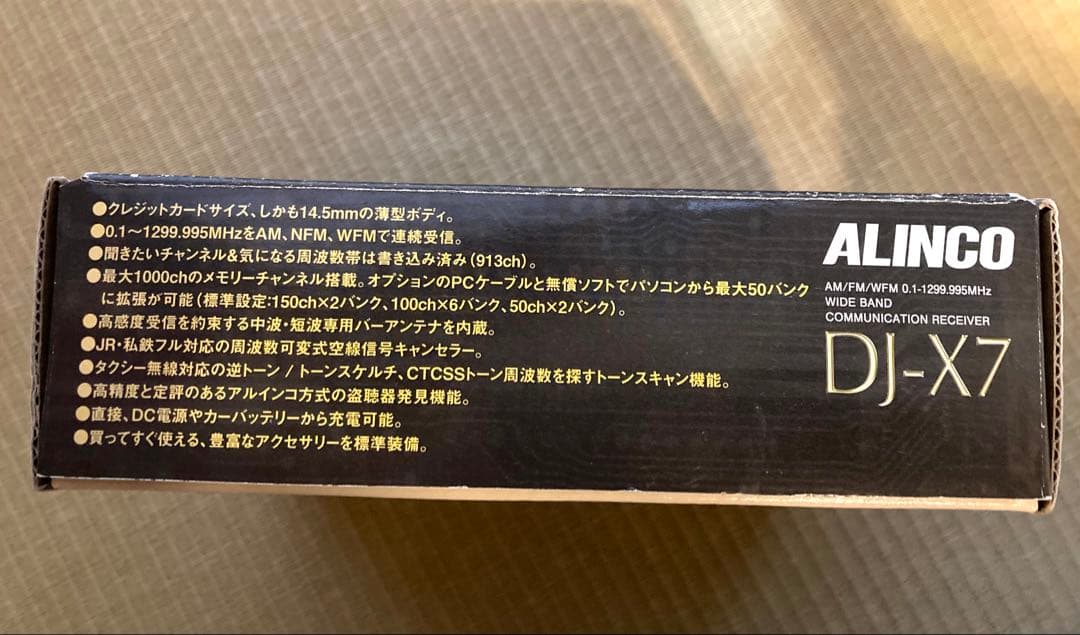 ●クレジットカードサイズ、しかも14.5mmの薄型ボディ。
●0.1〜1299.995MHzをAM、NFM、WFMで連続受信。
●聞きたいチャンネル&気になる周波数帯は書き込み済み(913ch)。
●最大1000chのメモリーチャンネル搭載。オプションのPCケーブルと無償ソフトでパソコンから最大50バンク
に拡張が可能(標準設定:150ch×2バンク、100ch×6バンク、50ch×2バンク)。
●高感度受信を約束する中波・短波専用バーアンテナを内蔵。
●JR・私鉄フル対応の周波数可変式空線信号キャンセラー。
●タクシー無線対応の逆トーン / トーンスケルチ、CTCSSトーン周波数を探すトーンスキャン機能。
●高精度と定評のあるアルインコ方式の盗聴器発見機能。
●直接、DC電源やカーバッテリーから充電可能。
●買ってすぐ使える、豊富なアクセサリーを標準装備。
ALINCO
AM/FM/WFM 0.1-1299.995MHz
WIDE BAND
COMMUNICATION RECEIVER
DJ-X7